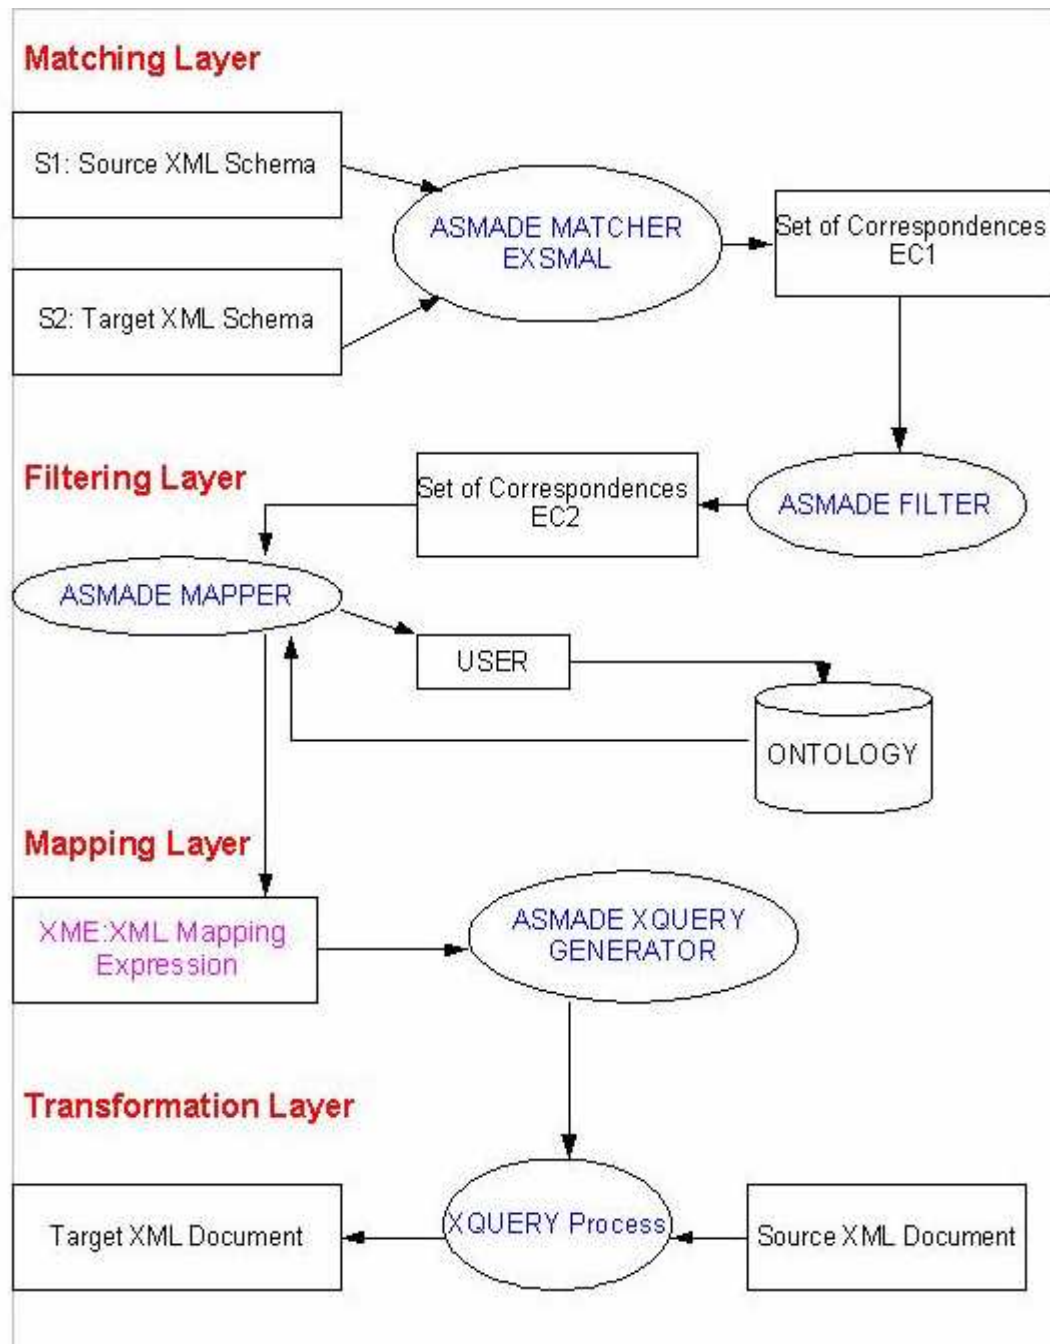 Matching Layer
S1: Source XML Schema
ASMADE MATCHER
EXSMAL
Set of Correspondences
EC1
S2: Target XML Schema
Filtering Layer
Set of Correspondences
EC2
ASMADE FILTER
ASMADE MAPPER
USER
ONTOLOGY
Mapping Layer
XME:XML Mapping
Expression
ASMADE XQUERY
GENERATOR
Transformation Layer
Target XML Document
XQUERY Process
Source XML Document